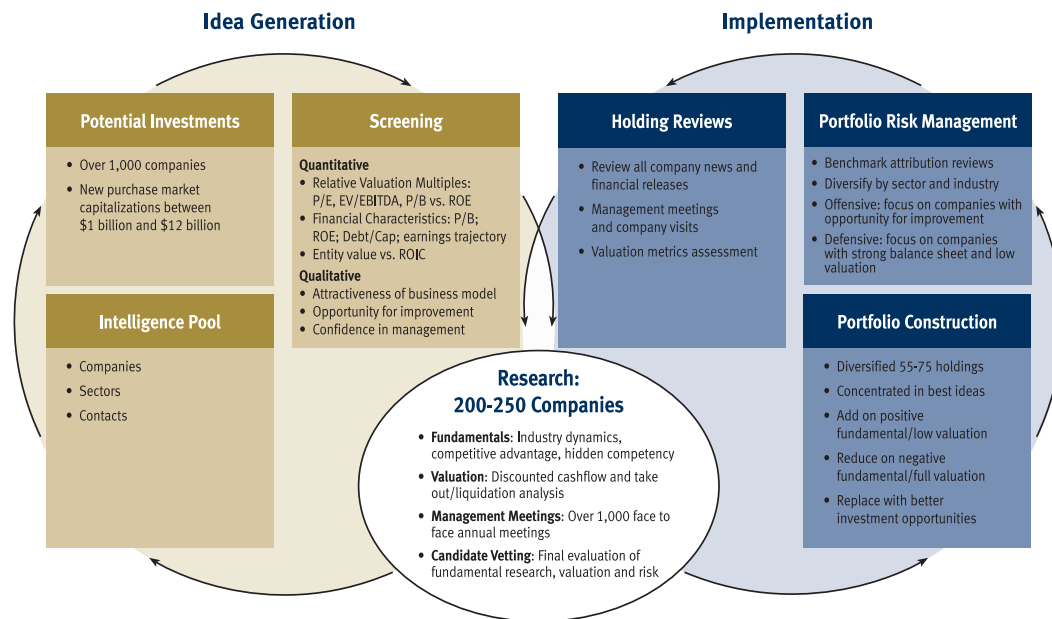 Idea Generation
Potential Investments
• Over 1,000 companies
• New purchase market
capitalizations between
$1 billion and $12 billion
Screening
Quantitative
• Relative Valuation Multiples:
P/E, EV/EBITDA, P/B vs. ROE
• Financial Characteristics: P/B;
ROE; Debt/Cap; earnings trajectory
• Entity value vs. ROIC
Qualitative
• Attractiveness of business model
• Opportunity for improvement
• Confidence in management
Intelligence Pool
• Companies
• Sectors
• Contacts
Research:
200-250 Companies
• Fundamentals: Industry dynamics,
competitive advantage, hidden competency
• Valuation: Discounted cashflow and take
out/liquidation analysis
• Management Meetings: Over 1,000 face to
face annual meetings
• Candidate Vetting: Final evaluation of
fundamental research, valuation and risk
Implementation
Holding Reviews
• Review all company news and
financial releases
• Management meetings
and company visits
• Valuation metrics assessment
Portfolio Risk Management
• Benchmark attribution reviews
• Diversify by sector and industry
• Offensive: focus on companies with
opportunity for improvement
• Defensive: focus on companies
with strong balance sheet and low
valuation
Portfolio Construction
• Diversified 55-75 holdings
• Concentrated in best ideas
• Add on positive
fundamental/low valuation
• Reduce on negative
fundamental/full valuation
• Replace with better
investment opportunities